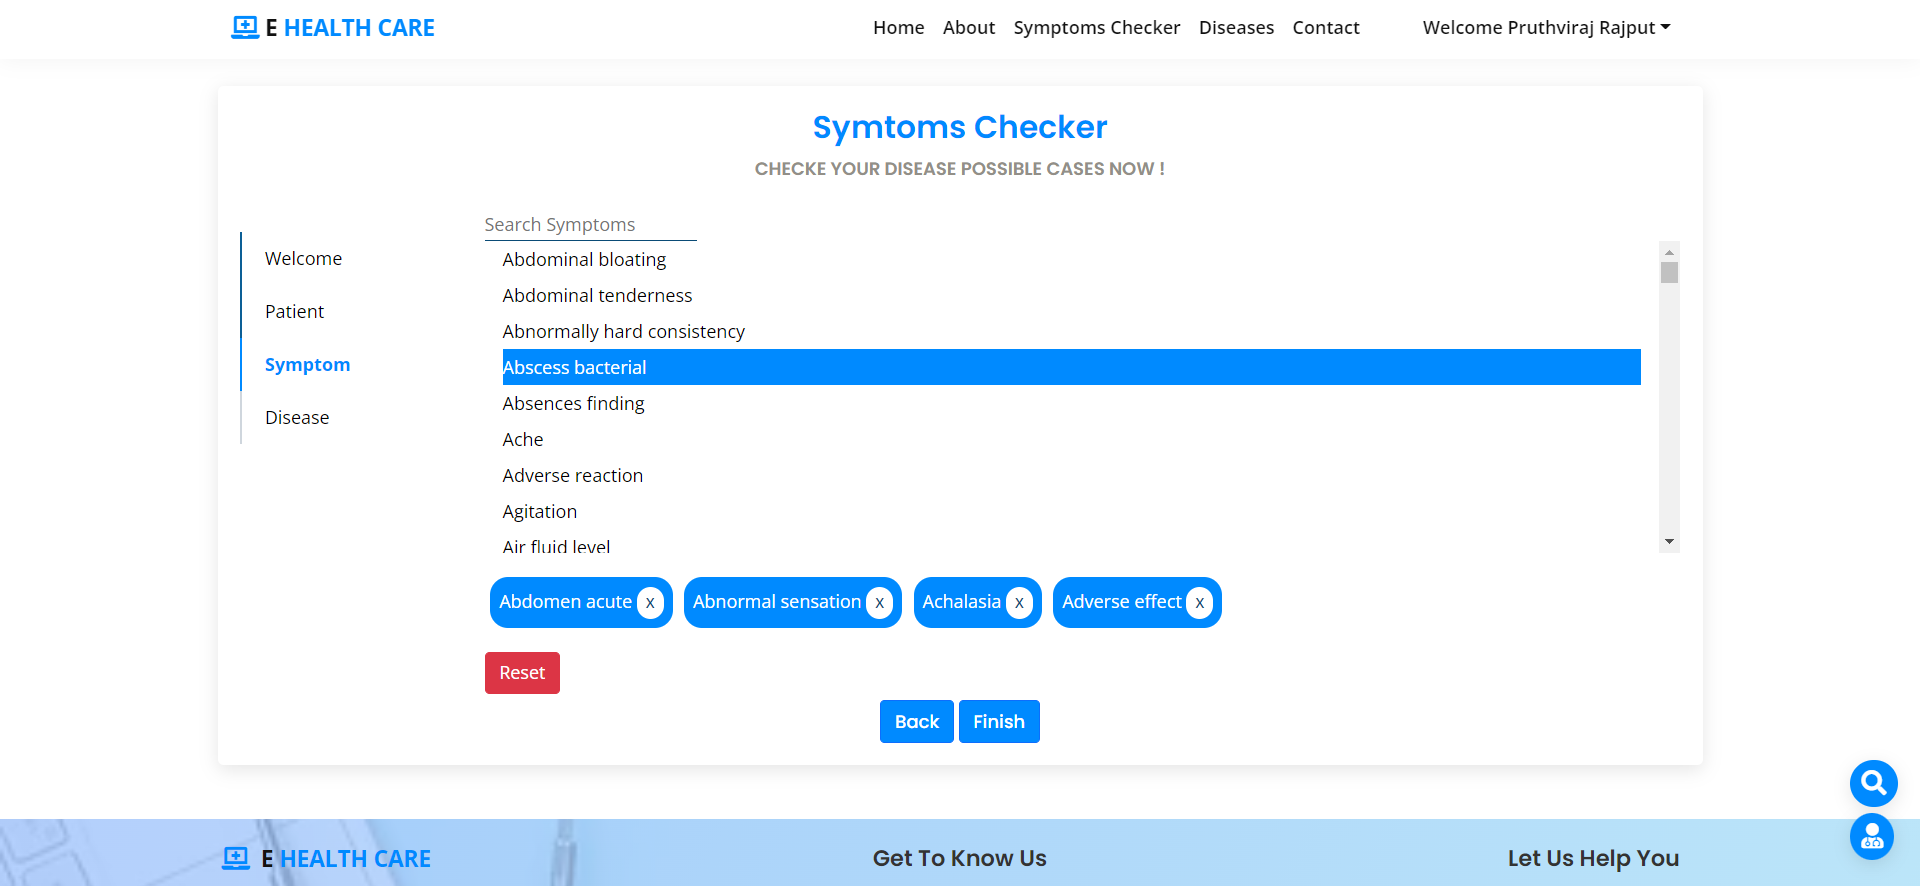 E HEALTH CARE
Home About Symptoms Checker Diseases Contact Welcome Pruthviraj Rajput
Symtoms Checker
CHECKE YOUR DISEASE POSSIBLE CASES NOW !
Search Symptoms
Welcome
Patient
Symptom
Disease
Abdominal bloating
Abdominal tenderness
Abnormally hard consistency
Abscess bacterial
Absences finding
Ache
Adverse reaction
Agitation
Air fluid level
Abdomen acute x Abnormal sensation x Achalasia x Adverse effect x
Reset
Back Finish
E HEALTH CARE Get To Know Us Let Us Help You